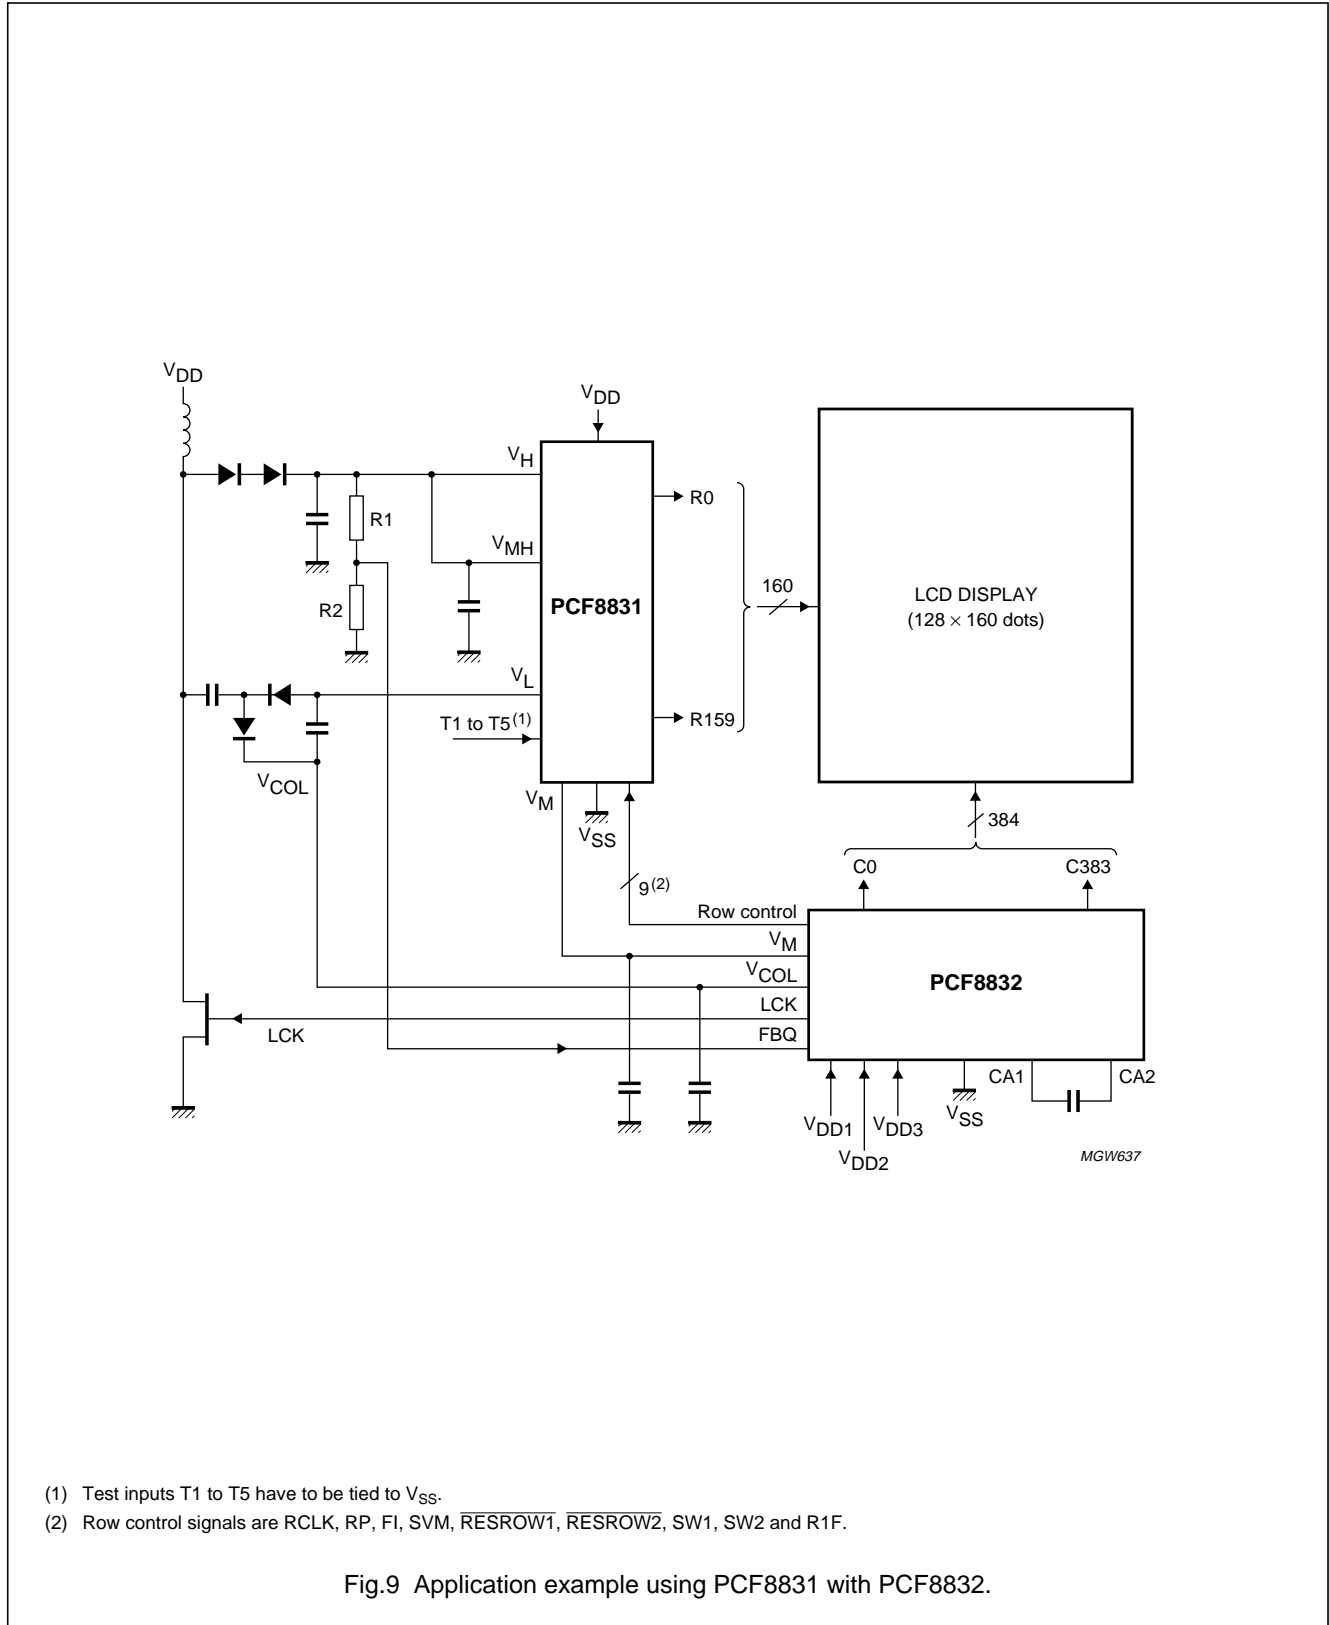 VDD
VDD
VH
R1
R0
VMH
160
LCD DISPLAY
(128 × 160 dots)
PCF8831
R2
VL
T1 to T5(1)
R159
VCOL
VM
VSS
384
C0
C383
9(2)
Row control
VM
VCOL
PCF8832
LCK
LCK
FBQ
CA1
CA2
VDD1
VDD3
VSS
VDD2
MGW637
(1) Test inputs T1 to T5 have to be tied to VSS.
(2) Row control signals are RCLK, RP, FI, SVM, RESROW1, RESROW2, SW1, SW2 and R1F.
Fig.9 Application example using PCF8831 with PCF8832.